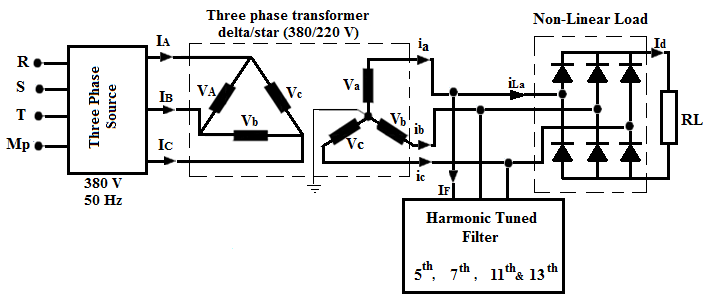 Three phase transformer
delta/star (380/220 V)
Non-Linear Load
R
S
T
Mp
Three Phase
Source
380 V
50 Hz
IA
IB
IC
VA
Vc
Vb
Va
Vb
Vc
ia
ib
ic
iLa
Id
RL
IF
Harmonic Tuned
Filter
5th, 7th, 11th& 13th